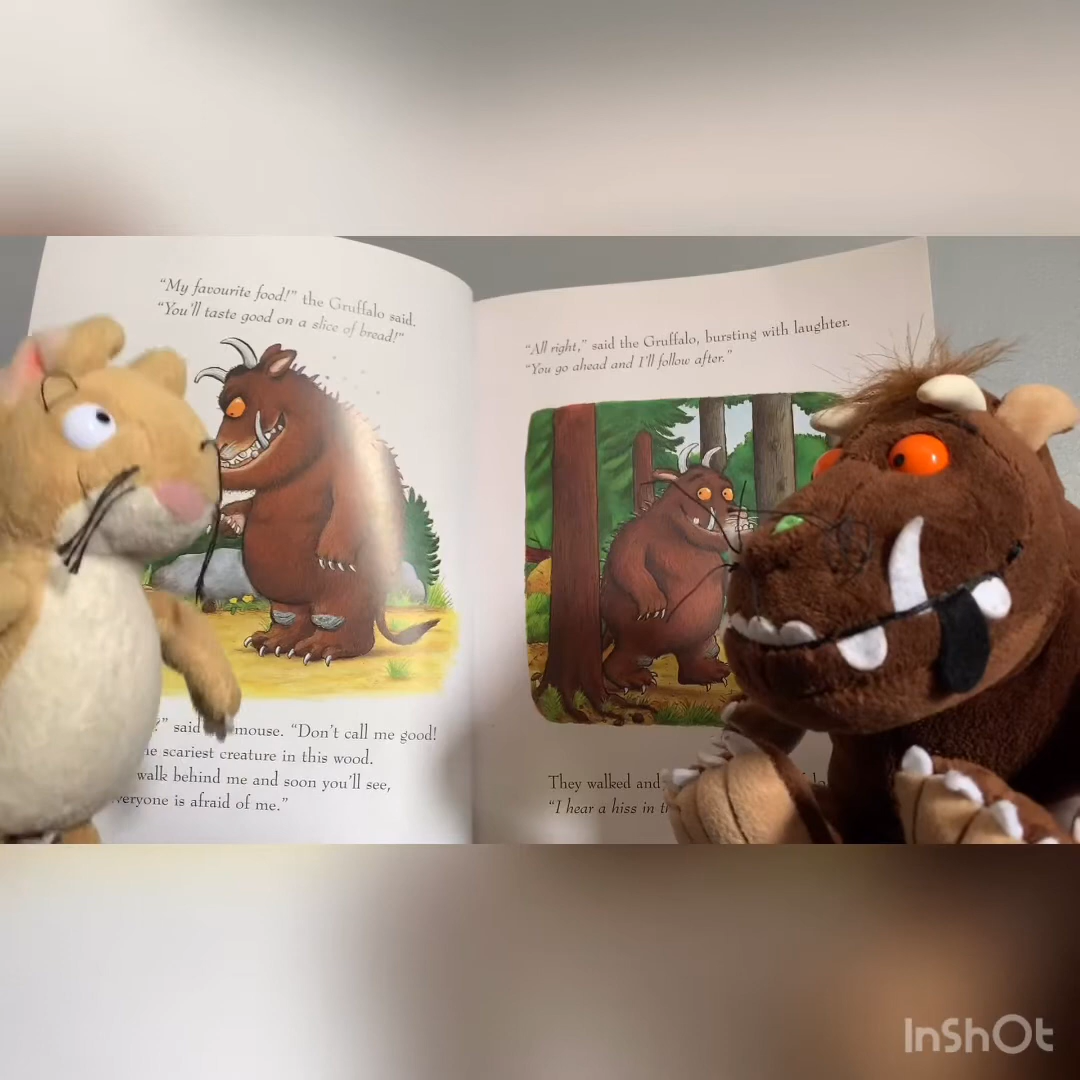 "My favourite food!" the Gruffalo said.
"You'll taste good on a slice of bread!"
said mouse. "Don't call me good!
scariest creature in this wood.
walk behind me and soon you'll see,
everyone is afraid of me."
"All right," said the Gruffalo, bursting with laughter.
"You go ahead and I'll follow after."
They walked and
"I hear a hiss in
InShOt